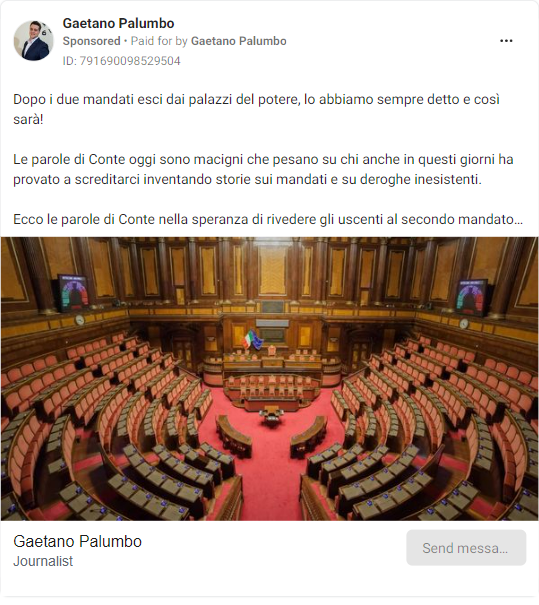 Gaetano Palumbo
Sponsored • Paid for by Gaetano Palumbo
ID: 791690098529504
Dopo i due mandati esci dai palazzi del potere, lo abbiamo sempre detto e così
sarà!
Le parole di Conte oggi sono macigni che pesano su chi anche in questi giorni ha
provato a screditarci inventando storie sui mandati e su deroghe inesistenti.
Ecco le parole di Conte nella speranza di rivedere gli uscenti al secondo mandato...
Gaetano Palumbo
Journalist
Send messa...